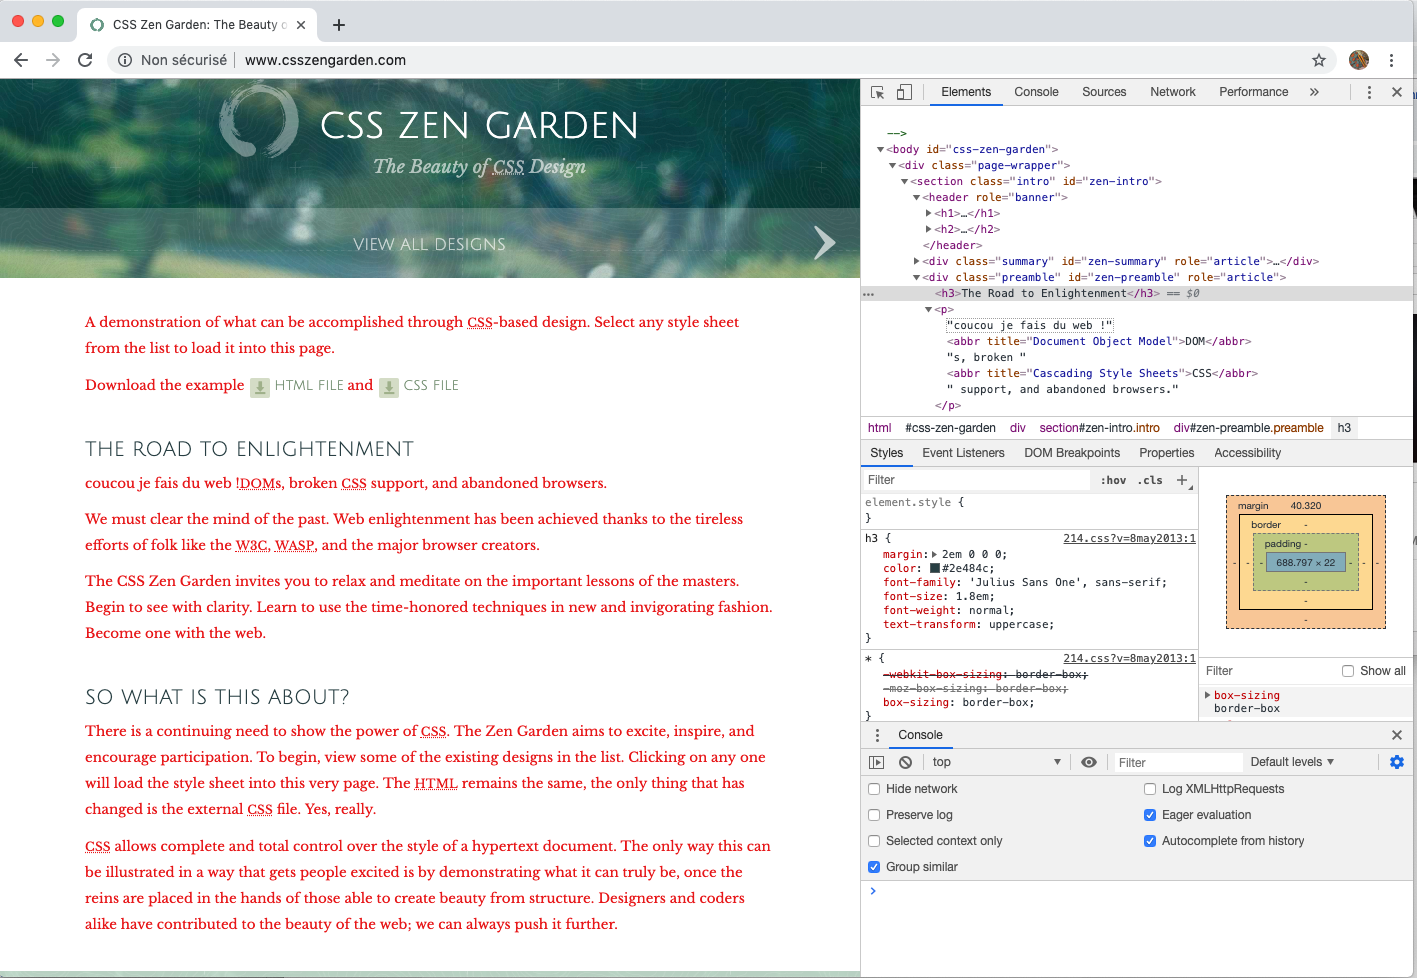 CSS Zen Garden: The Beauty o
Non sécurisé
www.csszengarden.com
CSS ZEN GARDEN
The Beauty of CSS Design
VIEW ALL DESIGNS
A demonstration of what can be accomplished through CSS-based design. Select any style sheet
from the list to load it into this page.
Download the example HTML FILE and CSS FILE
THE ROAD TO ENLIGHTENMENT
coucou je fais du web !DOMs, broken CSS support, and abandoned browsers.
We must clear the mind of the past. Web enlightenment has been achieved thanks to the tireless
efforts of folk like the W3C, WASP, and the major browser creators.
The CSS Zen Garden invites you to relax and meditate on the important lessons of the masters.
Begin to see with clarity. Learn to use the time-honored techniques in new and invigorating fashion.
Become one with the web.
SO WHAT IS THIS ABOUT?
There is a continuing need to show the power of CSS. The Zen Garden aims to excite, inspire, and
encourage participation. To begin, view some of the existing designs in the list. Clicking on any one
will load the style sheet into this very page. The HTML remains the same, the only thing that has
changed is the external CSS file. Yes, really.
CSS allows complete and total control over the style of a hypertext document. The only way this can
be illustrated in a way that gets people excited is by demonstrating what it can truly be, once the
reins are placed in the hands of those able to create beauty from structure. Designers and coders
alike have contributed to the beauty of the web; we can always push it further.
Elements Console Sources Network Performance »
-->
<body id="css-zen-garden">
<div class="page-wrapper">
<section class="intro" id="zen-intro">
<header role="banner">
<h1>…</h1>
<h2>…</h2>
</header>
<div class="summary" id="zen-summary" role="article">…</div>
<div class="preamble" id="zen-preamble" role="article">
… <h3>The Road to Enlightenment</h3> == $0
<p>
"coucou je fais du web !"
<abbr title="Document Object Model">DOM</abbr>
"s, broken "
<abbr title="Cascading Style Sheets">CSS</abbr>
" support, and abandoned browsers."
</p>
html #css-zen-garden div section#zen-intro.intro div#zen-preamble.preamble h3
Styles Event Listeners DOM Breakpoints Properties Accessibility
Filter :hov .cls +
element.style {
}
h3 { 214.css?v=8may2013:1
margin: 2em 0 0 0;
color: #2e484c;
font-family: 'Julius Sans One', sans-serif;
font-size: 1.8em;
font-weight: normal;
text-transform: uppercase;
}
* { 214.css?v=8may2013:1
-webkit-box-sizing: border-box;
-moz-box-sizing: border-box;
box-sizing: border-box;
}
margin 40.320
border -
padding -
- - - 688.797 × 22 - - -
-
-
-
Filter Show all
box-sizing
border-box
Console
top Filter Default levels
Hide network Log XMLHttpRequests
Preserve log Eager evaluation
Selected context only Autocomplete from history
Group similar